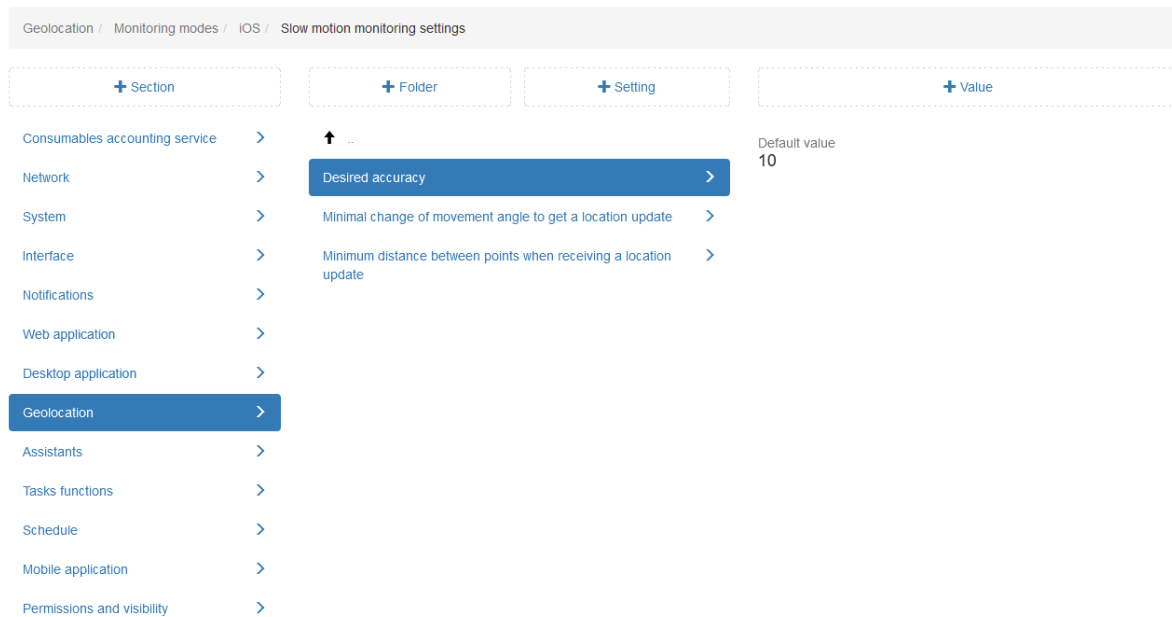 Geolocation / Monitoring modes / iOS / Slow motion monitoring settings
+ Section
+ Folder
+ Setting
+ Value
Consumables accounting service
Network
System
Interface
Notifications
Web application
Desktop application
Geolocation
Assistants
Tasks functions
Schedule
Mobile application
Permissions and visibility
..
Desired accuracy
Minimal change of movement angle to get a location update
Minimum distance between points when receiving a location
update
Default value
10